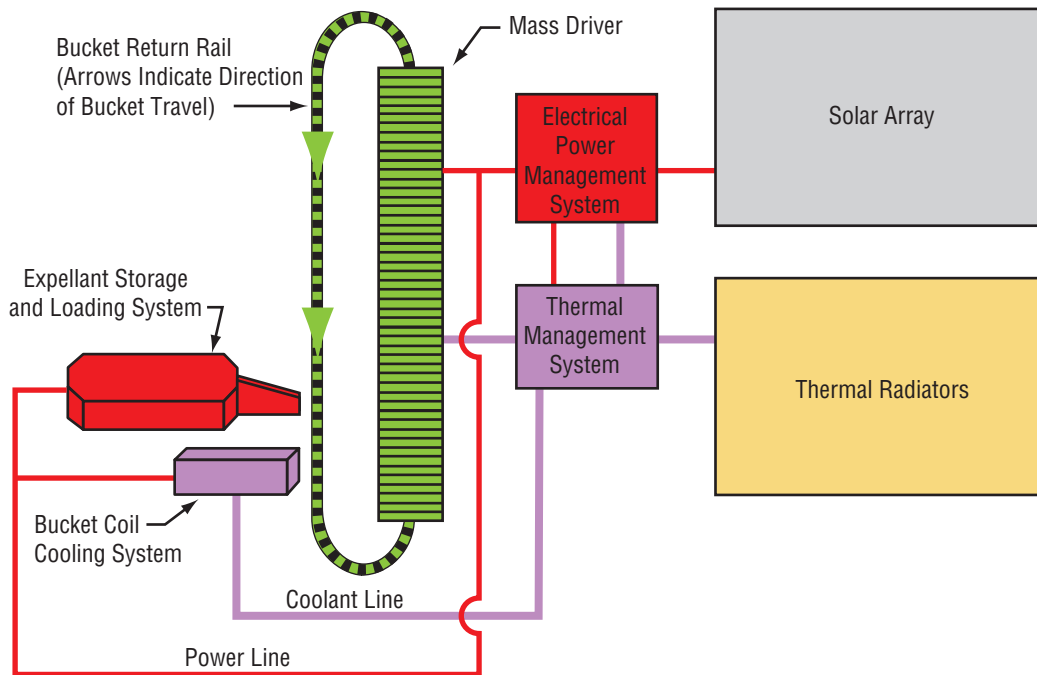 Bucket Return Rail
(Arrows Indicate Direction
of Bucket Travel)
Mass Driver
Electrical
Power
Management
System
Solar Array
Expellant Storage
and Loading System
Thermal
Management
System
Thermal Radiators
Bucket Coil
Cooling System
Coolant Line
Power Line